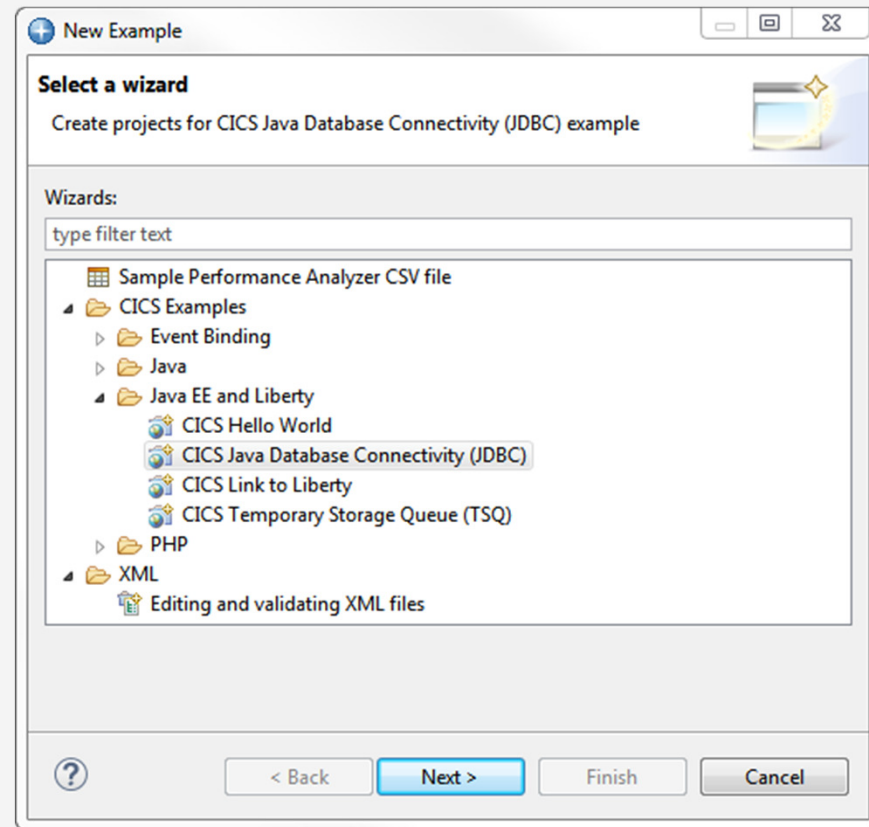 New Example
Select a wizard
Create projects for CICS Java Database Connectivity (JDBC) example
Wizards:
type filter text
Sample Performance Analyzer CSV file
CICS Examples
Event Binding
Java
Java EE and Liberty
CICS Hello World
CICS Java Database Connectivity (JDBC)
CICS Link to Liberty
CICS Temporary Storage Queue (TSQ)
PHP
XML
Editing and validating XML files
? < Back Next > Finish Cancel